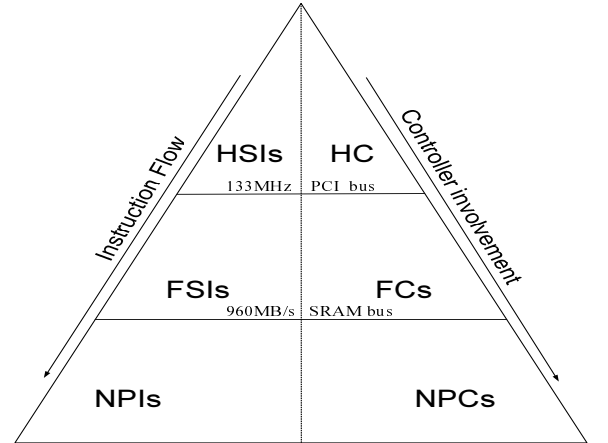 HSIs HC
133MHz PCI bus
Instruction Flow
Controller involvement
FSIs FCs
960MB/s SRAM bus
NPIs NPCs